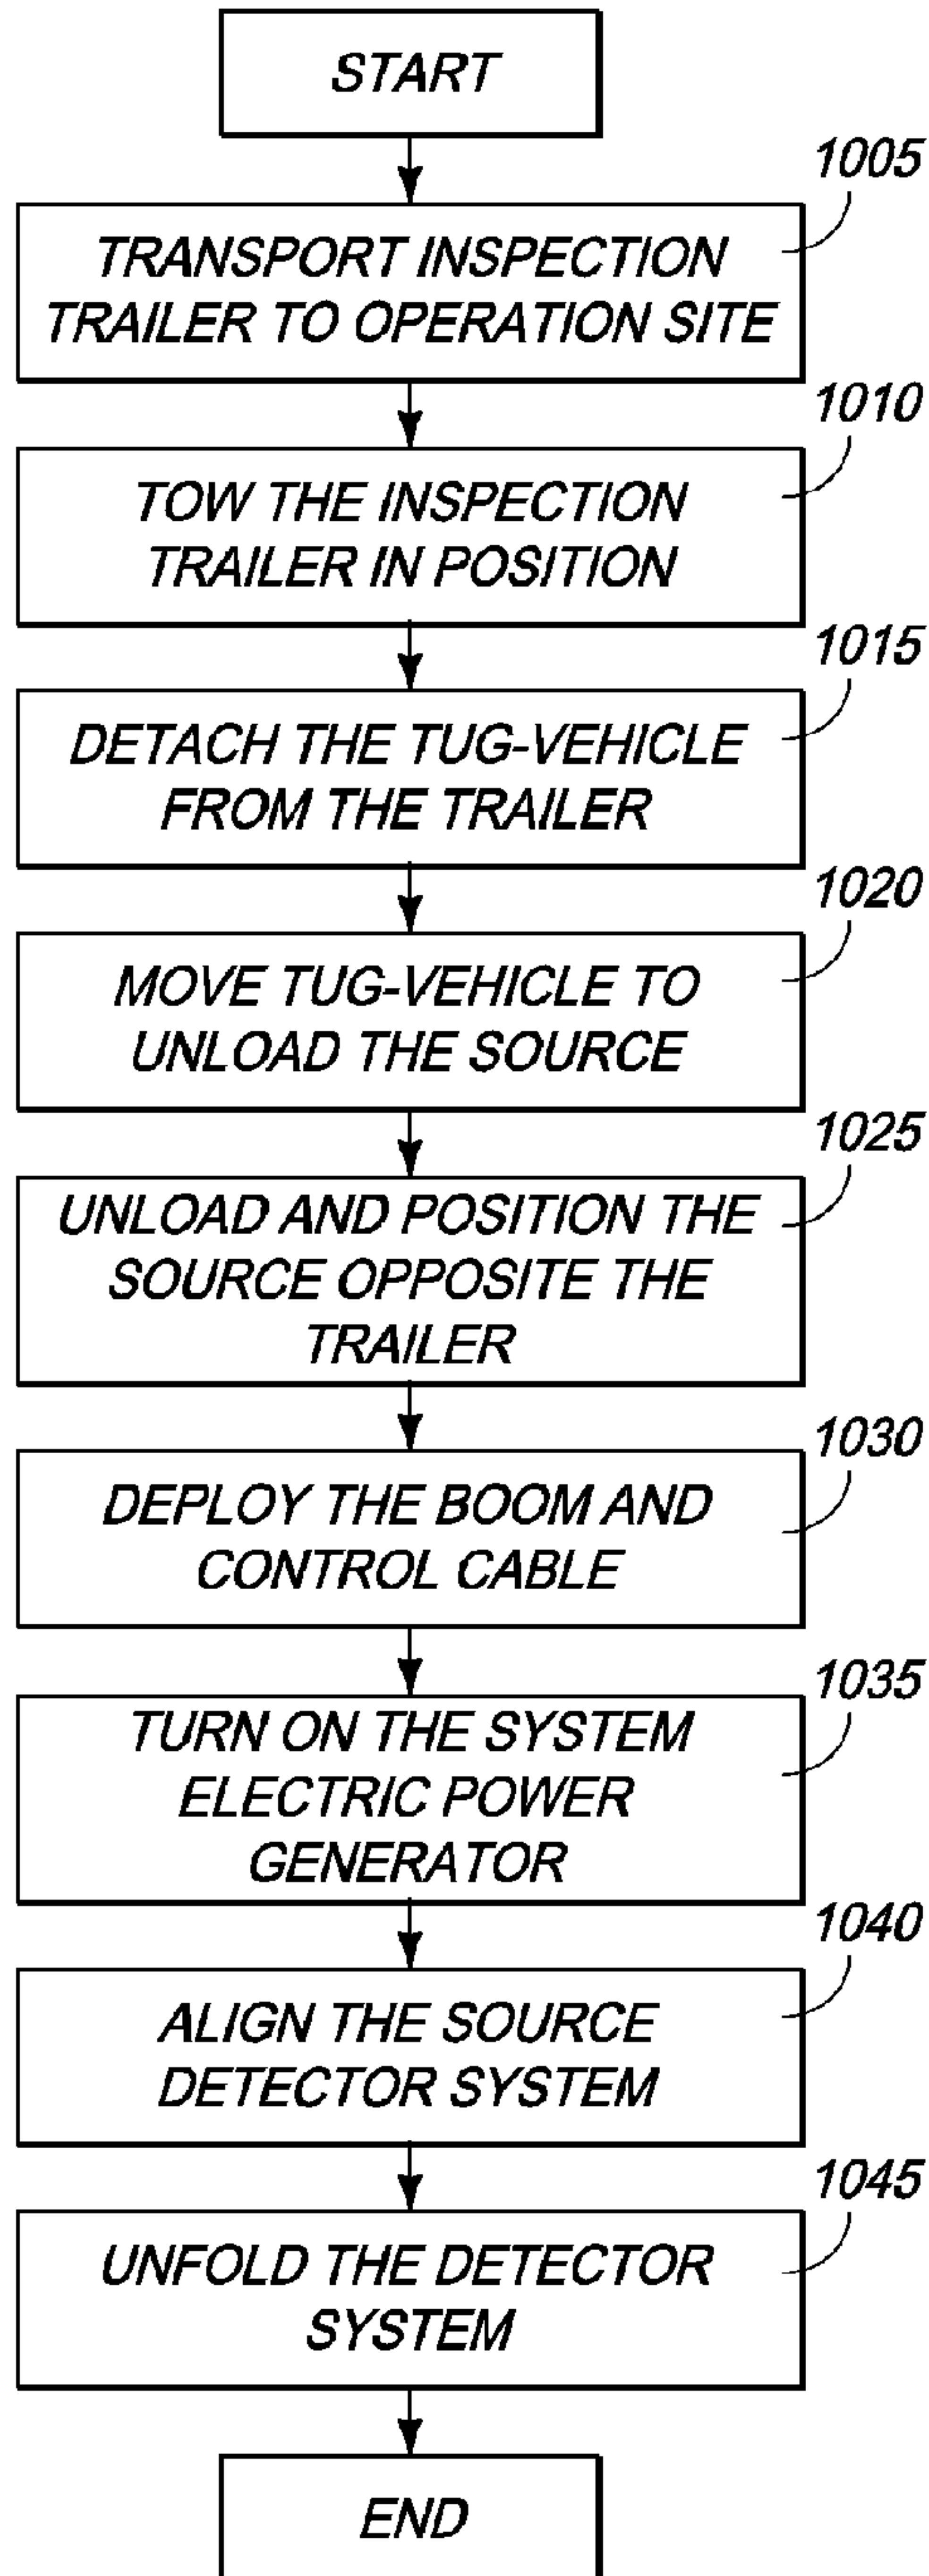 START
1005
TRANSPORT INSPECTION
TRAILER TO OPERATION SITE
1010
TOW THE INSPECTION
TRAILER IN POSITION
1015
DETACH THE TUG-VEHICLE
FROM THE TRAILER
1020
MOVE TUG-VEHICLE TO
UNLOAD THE SOURCE
1025
UNLOAD AND POSITION THE
SOURCE OPPOSITE THE
TRAILER
1030
DEPLOY THE BOOM AND
CONTROL CABLE
1035
TURN ON THE SYSTEM
ELECTRIC POWER
GENERATOR
1040
ALIGN THE SOURCE
DETECTOR SYSTEM
1045
UNFOLD THE DETECTOR
SYSTEM
END